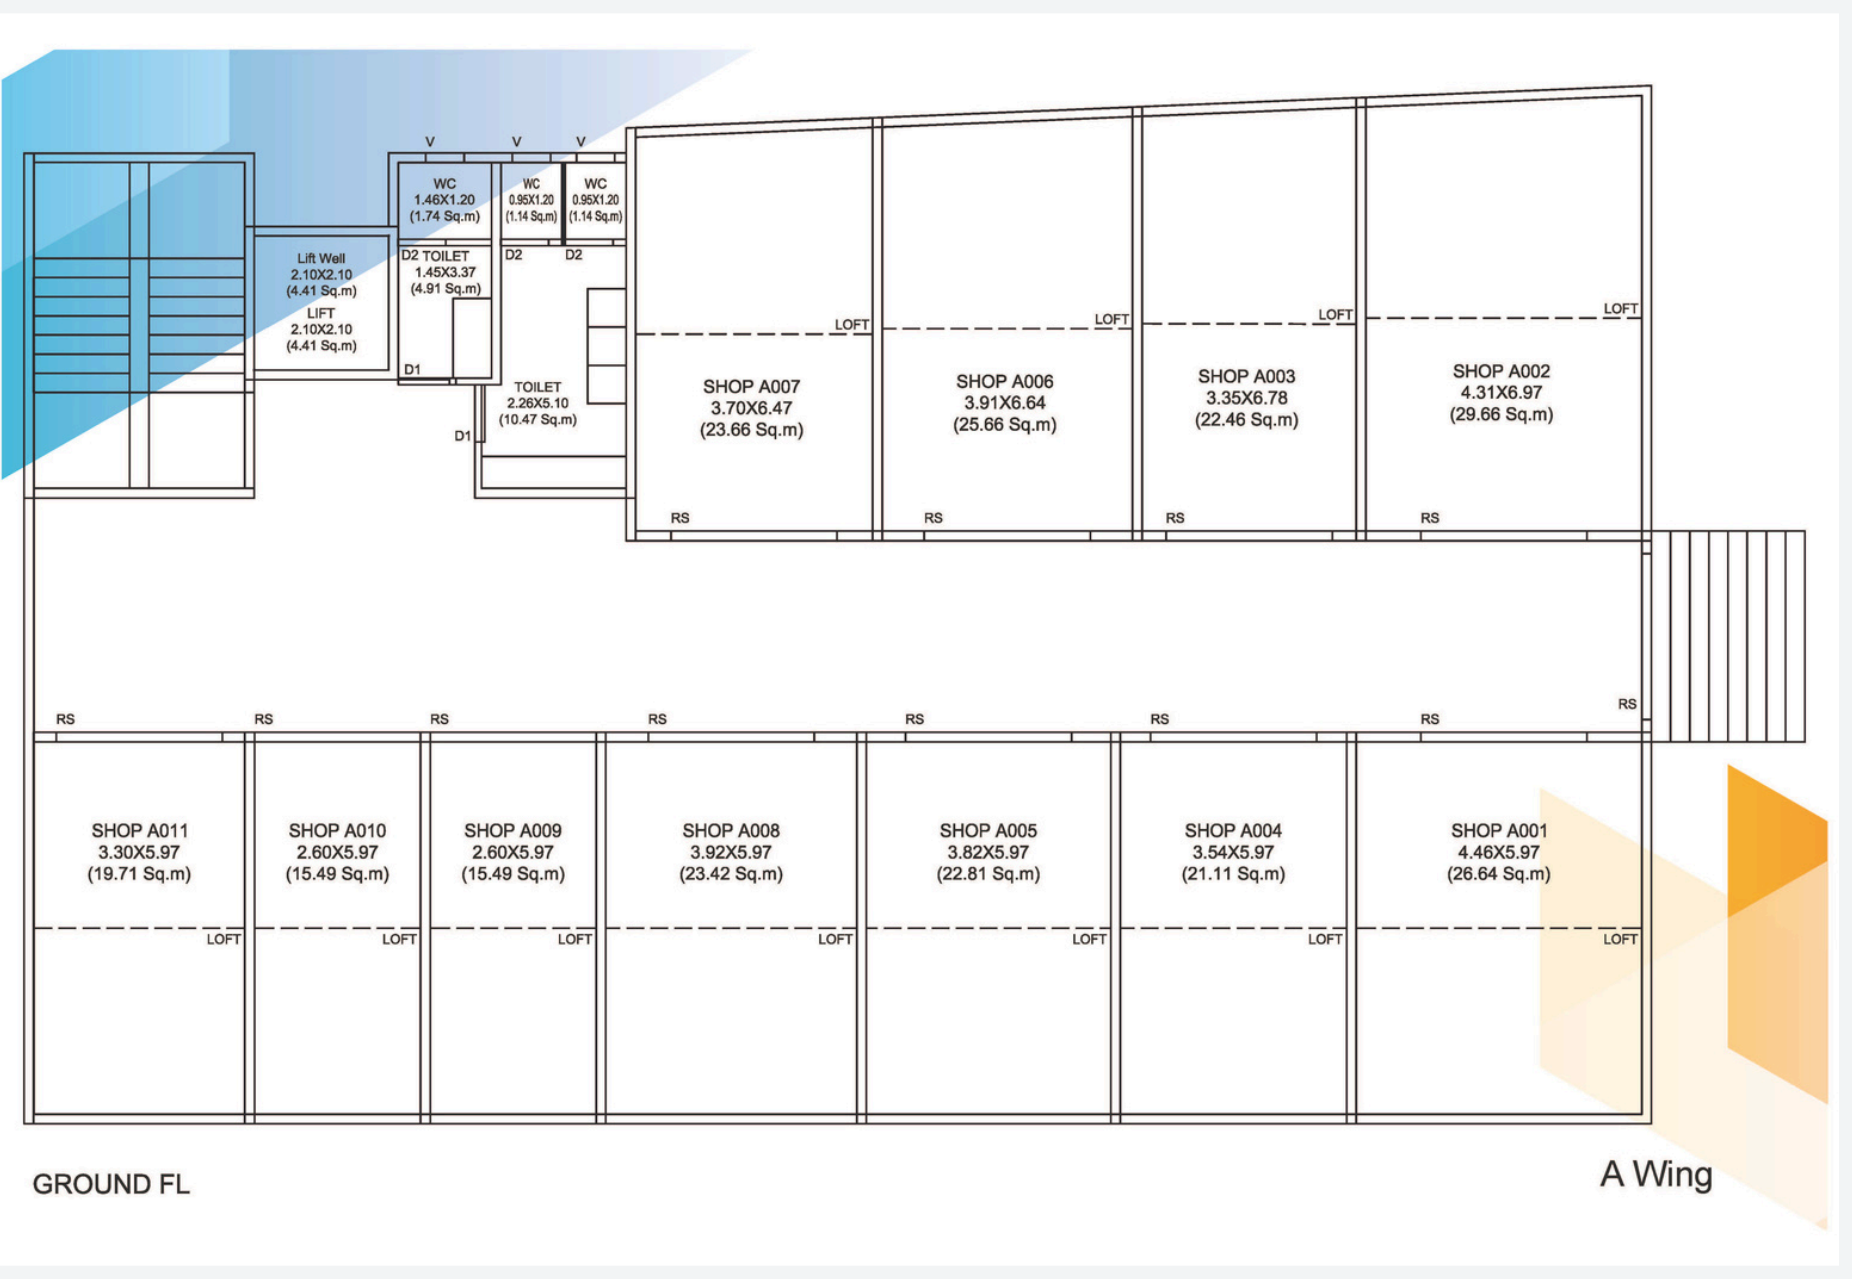 V
V
V
WC
1.46X1.20
(1.74 Sq.m)
WC
0.95X1.20
(1.14 Sq.m)
WC
0.95X1.20
(1.14 Sq.m)
Lift Well
2.10X2.10
(4.41 Sq.m)
LIFT
2.10X2.10
(4.41 Sq.m)
D2 TOILET
1.45X3.37
(4.91 Sq.m)
D2
D2
D1
TOILET
2.26X5.10
(10.47 Sq.m)
D1
LOFT
LOFT
LOFT
LOFT
SHOP A007
3.70X6.47
(23.66 Sq.m)
SHOP A006
3.91X6.64
(25.66 Sq.m)
SHOP A003
3.35X6.78
(22.46 Sq.m)
SHOP A002
4.31X6.97
(29.66 Sq.m)
RS
RS
RS
RS
RS
RS
RS
RS
RS
RS
RS
RS
SHOP A011
3.30X5.97
(19.71 Sq.m)
SHOP A010
2.60X5.97
(15.49 Sq.m)
SHOP A009
2.60X5.97
(15.49 Sq.m)
SHOP A008
3.92X5.97
(23.42 Sq.m)
SHOP A005
3.82X5.97
(22.81 Sq.m)
SHOP A004
3.54X5.97
(21.11 Sq.m)
SHOP A001
4.46X5.97
(26.64 Sq.m)
LOFT
LOFT
LOFT
LOFT
LOFT
LOFT
LOFT
GROUND FL
A Wing